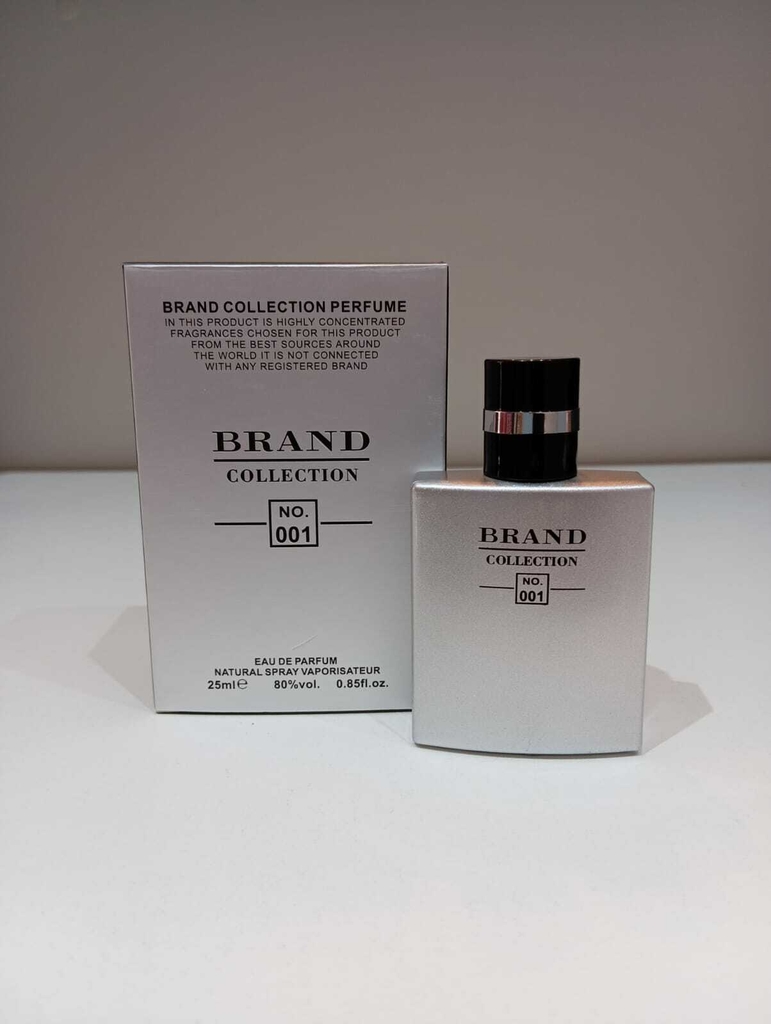 BRAND COLLECTION PERFUME
IN THIS PRODUCT IS HIGHLY CONCENTRATED
FRAGRANCES CHOSEN FOR THIS PRODUCT
FROM THE BEST SOURCES AROUND
THE WORLD IT IS NOT CONNECTED
WITH ANY REGISTERED BRAND
BRAND
COLLECTION
NO.
001
EAU DE PARFUM
NATURAL SPRAY VAPORISATEUR
25ml℮ 80%vol. 0.85fl.oz.
BRAND
COLLECTION
NO.
001